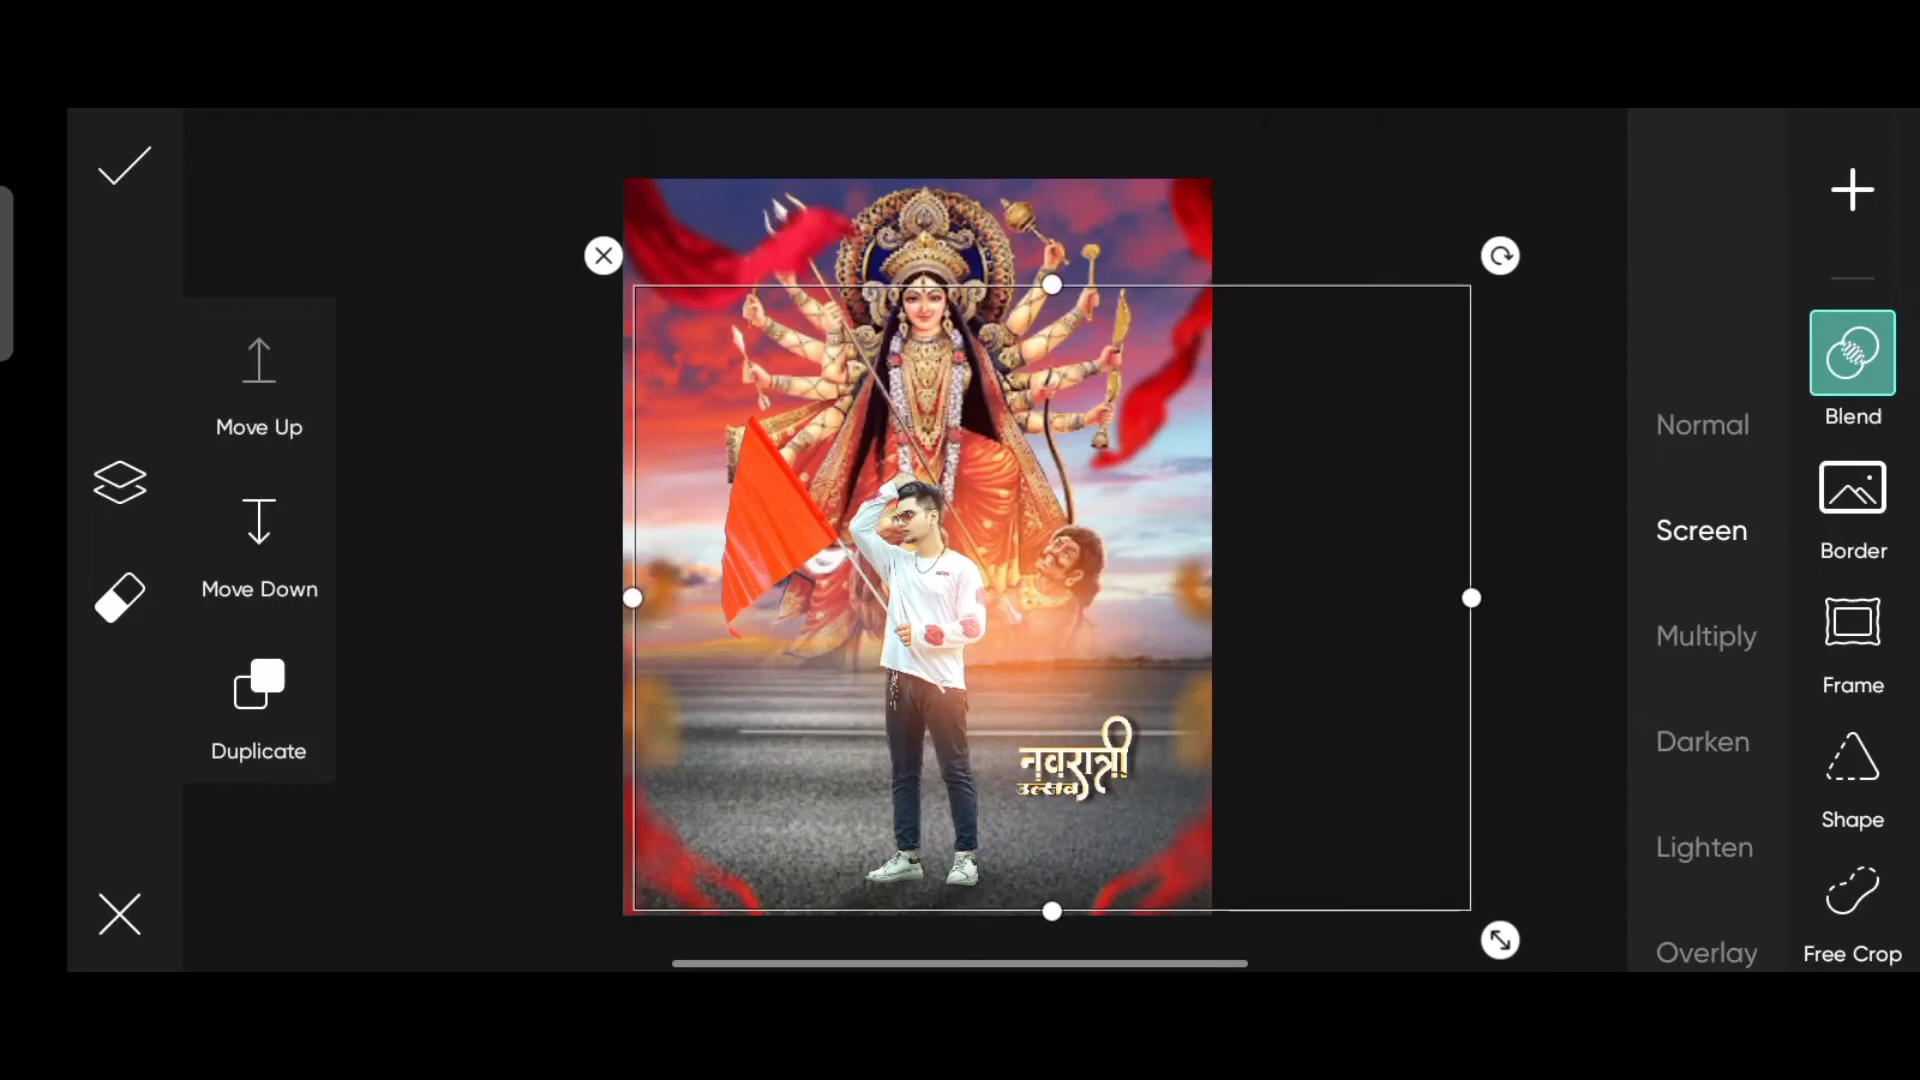 Move Up
Move Down
Duplicate
नवरात्री
उत्सव
Normal
Screen
Multiply
Darken
Lighten
Overlay
Blend
Border
Frame
Shape
Free Crop